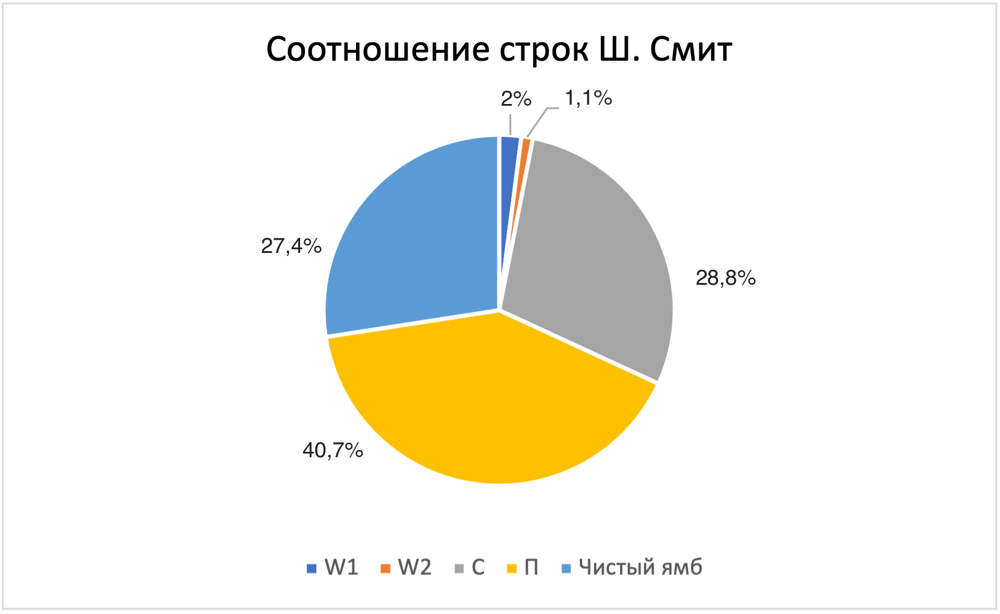 Соотношение строк Ш. Смит
2%
1,1%
27,4%
28,8%
40,7%
W1 W2 С П Чистый ямб